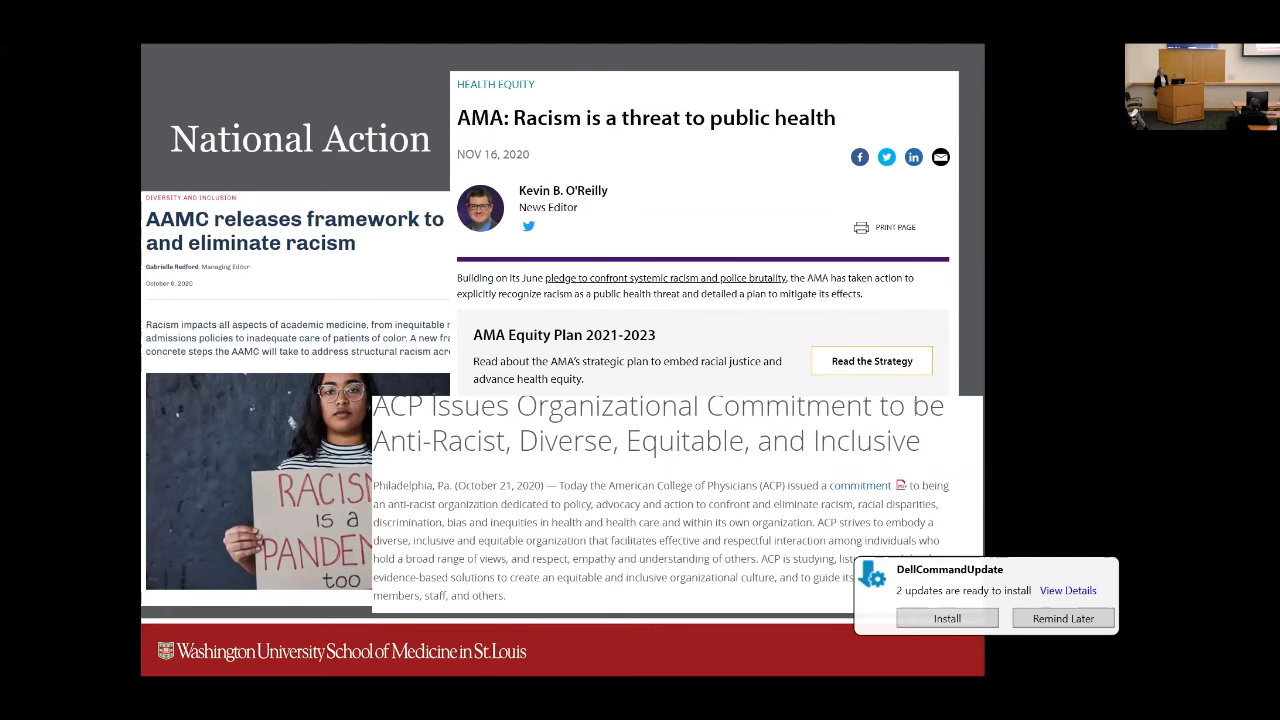 National Action
DIVERSITY AND INCLUSION
AAMC releases framework to
and eliminate racism
Gabrielle Redford, Managing Editor
October 6, 2020
Racism impacts all aspects of academic medicine, from inequitable
admissions policies to inadequate care of patients of color. A new
concrete steps the AAMC will take to address structural racism
RACISM
IS A
PANDEM
too
HEALTH EQUITY
AMA: Racism is a threat to public health
NOV 16, 2020
Kevin B. O'Reilly
News Editor
PRINT PAGE
Building on its June pledge to confront systemic racism and police brutality, the AMA has taken action to
explicitly recognize racism as a public health threat and detailed a plan to mitigate its effects.
AMA Equity Plan 2021-2023
Read about the AMA's strategic plan to embed racial justice and
advance health equity.
Read the Strategy
ACP Issues Organizational Commitment to be
Anti-Racist, Diverse, Equitable, and Inclusive
Philadelphia, Pa. (October 21, 2020) — Today the American College of Physicians (ACP) issued a commitment to being
an anti-racist organization dedicated to policy, advocacy and action to confront and eliminate racism, racial disparities,
discrimination, bias and inequities in health and health care and within its own organization. ACP strives to embody a
diverse, inclusive and equitable organization that facilitates effective and respectful interaction among individuals who
hold a broad range of views, and respect, empathy and understanding of others. ACP is studying,
evidence-based solutions to create an equitable and inclusive organizational culture, and to guide its
members, staff, and others.
DellCommandUpdate
2 updates are ready to install View Details
Install
Remind Later
Washington University School of Medicine in St. Louis